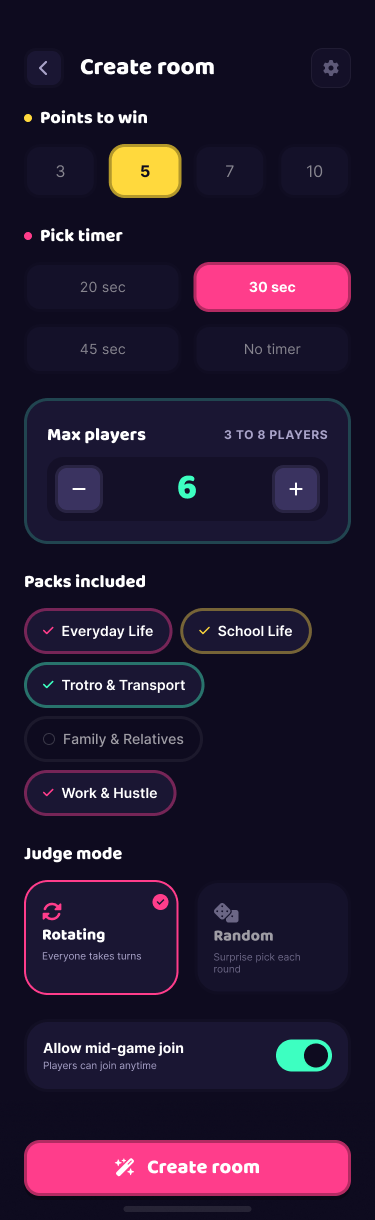 Create room
Points to win
3 5 7 10
Pick timer
20 sec 30 sec
45 sec No timer
Max players 3 TO 8 PLAYERS
− 6 +
Packs included
Everyday Life School Life
Trotro & Transport
Family & Relatives
Work & Hustle
Judge mode
Rotating Random
Everyone takes turns Surprise pick each
round
Allow mid-game join
Players can join anytime
Create room